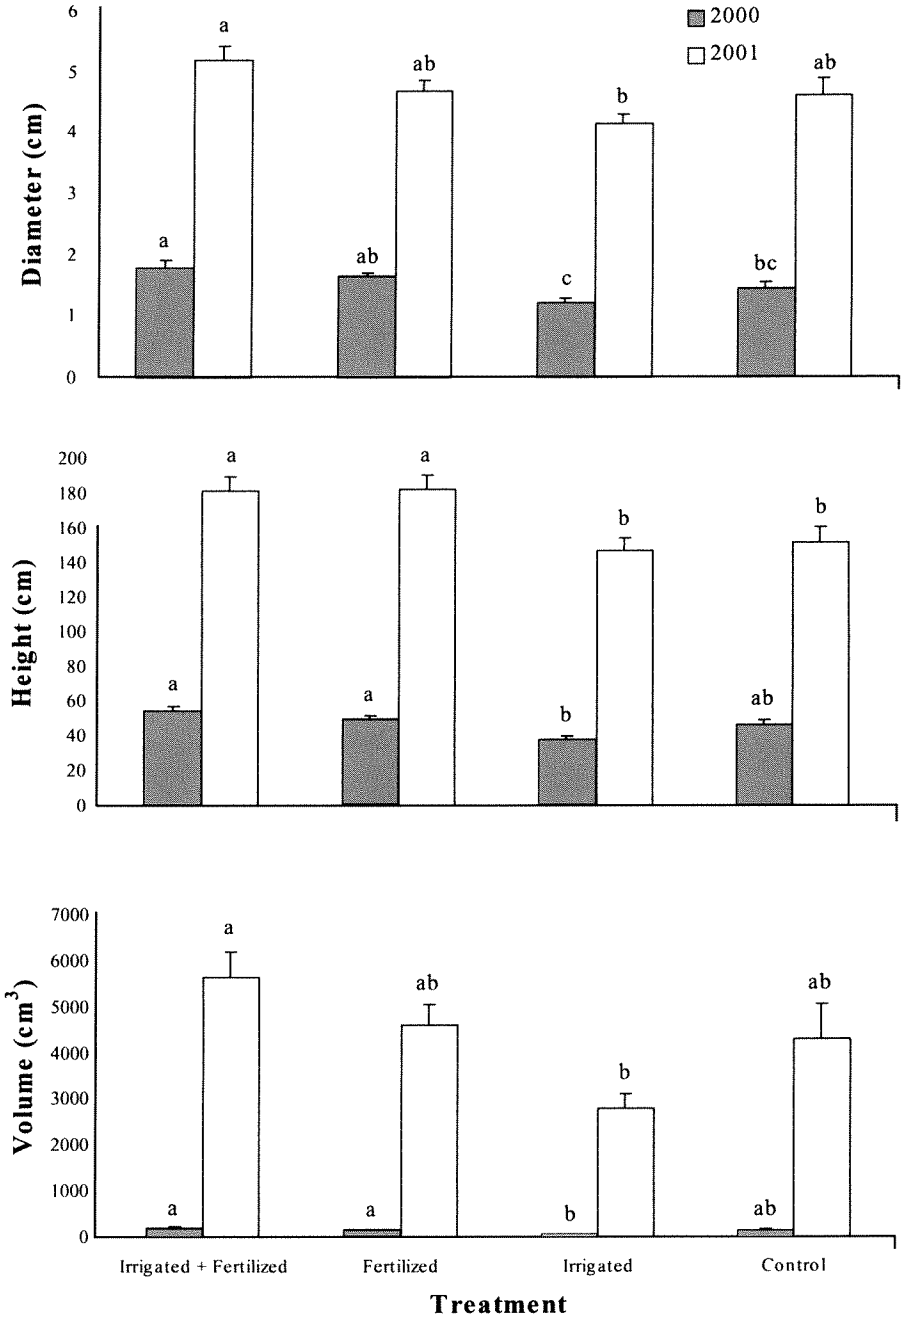 2000
2001
Diameter (cm)
6
5
4
3
2
1
0
a
a
ab
ab
c
b
bc
ab
Height (cm)
200
180
160
140
120
100
80
60
40
20
0
a
a
a
a
b
b
ab
b
Volume (cm³)
7000
6000
5000
4000
3000
2000
1000
0
a
a
a
ab
b
b
ab
ab
Irrigated + Fertilized
Fertilized
Irrigated
Control
Treatment